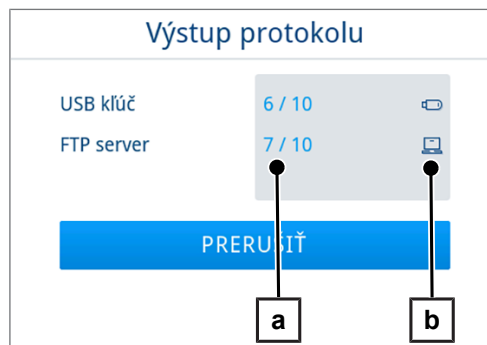 Výstup protokolu
USB kľúč 6 / 10
FTP server 7 / 10
PRERUŠIŤ
a b